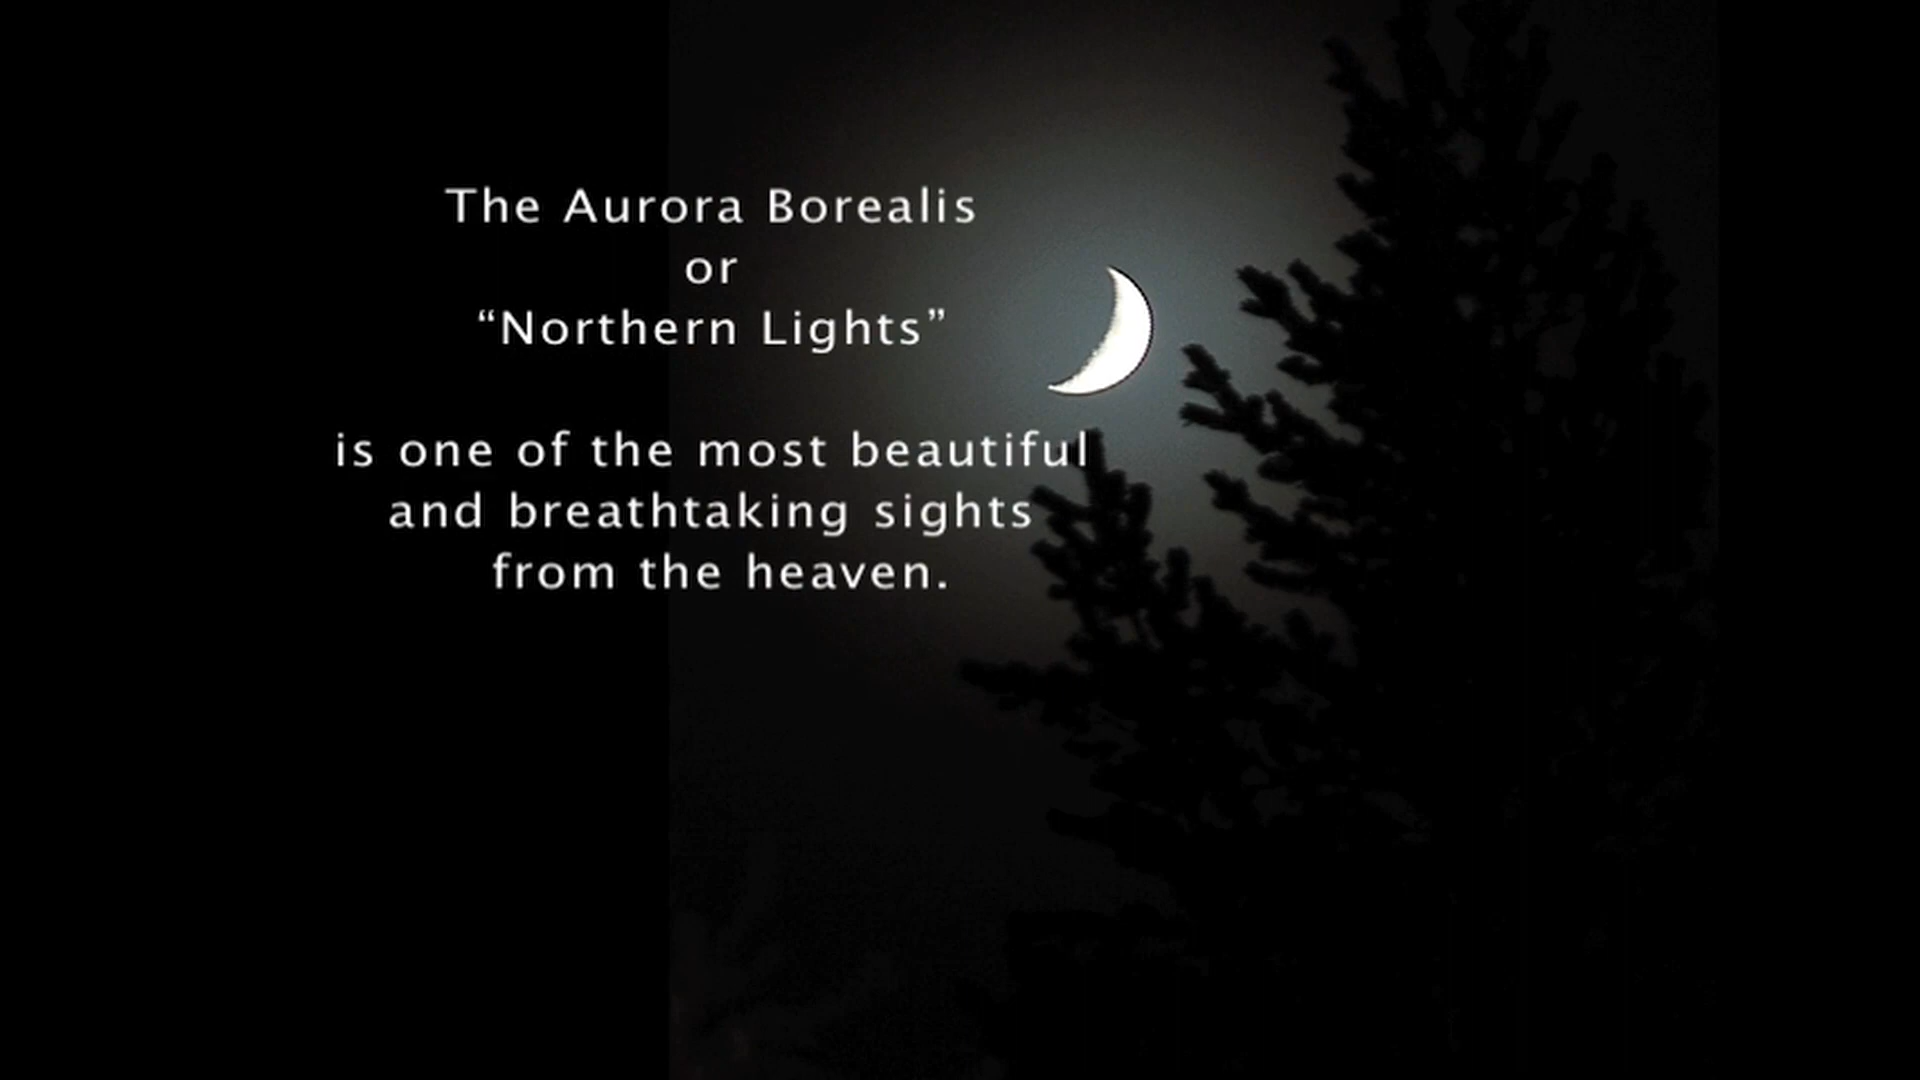 The Aurora Borealis
or
“Northern Lights”
is one of the most beautiful
and breathtaking sights
from the heaven.